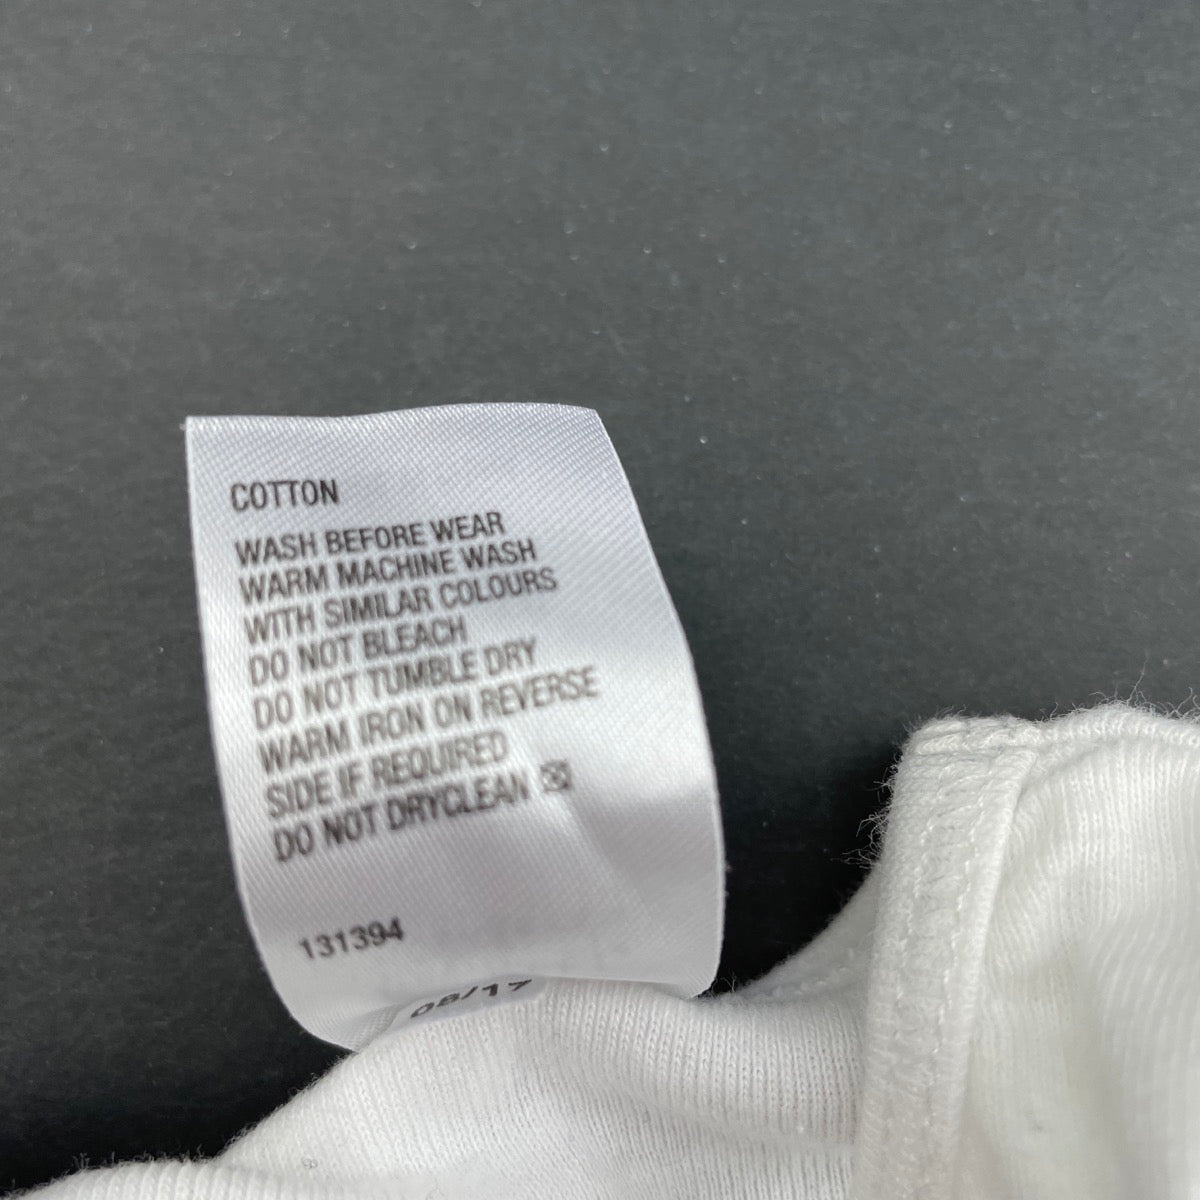 COTTON
WASH BEFORE WEAR
WARM MACHINE WASH
WITH SIMILAR COLOURS
DO NOT BLEACH
DO NOT TUMBLE DRY
WARM IRON ON REVERSE
SIDE IF REQUIRED
DO NOT DRYCLEAN
131394
08/17